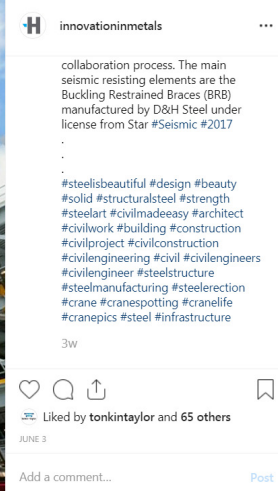 innovationinmetals
collaboration process. The main
seismic resisting elements are the
Buckling Restrained Braces (BRB)
manufactured by D&H Steel under
license from Star #Seismic #2017
.
.
.
#steelisbeautiful #design #beauty
#solid #structuralsteel #strength
#steelart #civilmadeeasy #architect
#civilwork #building #construction
#civilproject #civilconstruction
#civilengineering #civil #civilengineers
#civilengineer #steelstructure
#steelmanufacturing #steelerection
#crane #cranespotting #cranelife
#cranepics #steel #infrastructure
3w
Liked by tonkintaylor and 65 others
JUNE 3
Add a comment... Post